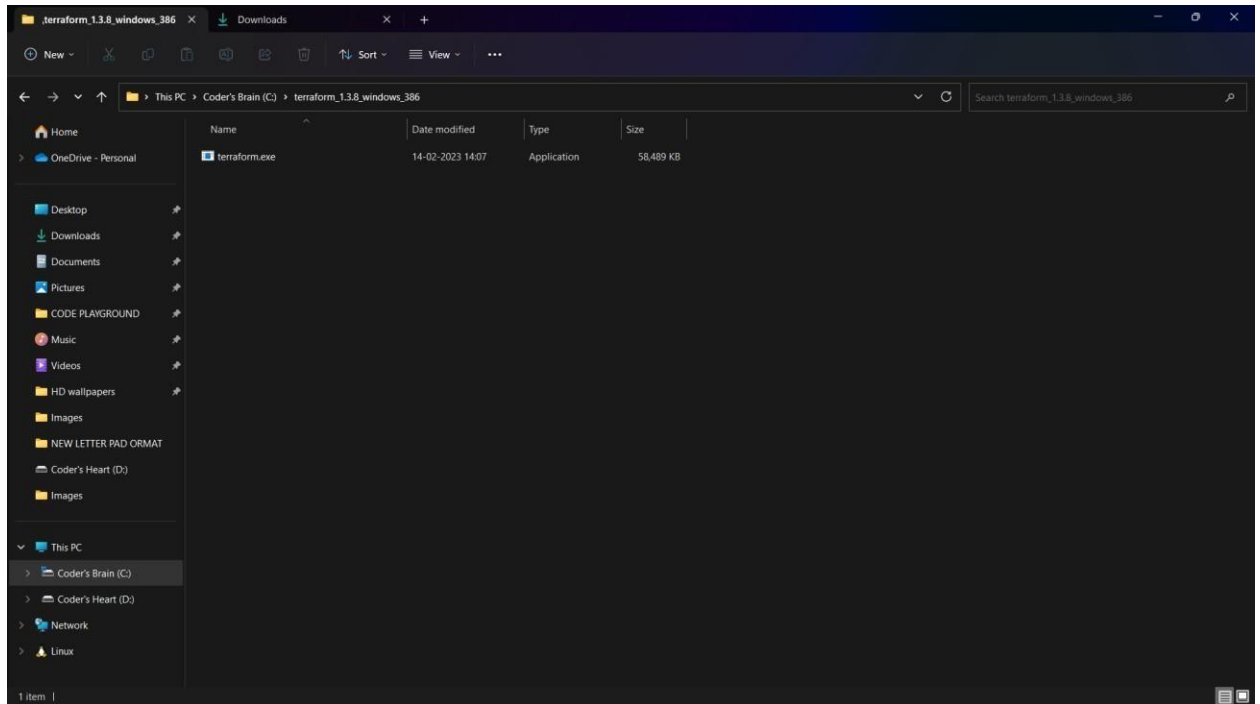 ,terraform_1.3.8_windows_386
Downloads
New
Sort
View
This PC > Coder's Brain (C:) > terraform_1.3.8_windows_386
Search terraform_1.3.8_windows_386
Home
OneDrive - Personal
Desktop
Downloads
Documents
Pictures
CODE PLAYGROUND
Music
Videos
HD wallpapers
Images
NEW LETTER PAD ORMAT
Coder's Heart (D:)
Images
This PC
Coder's Brain (C:)
Coder's Heart (D:)
Network
Linux
Name Date modified Type Size
terraform.exe 14-02-2023 14:07 Application 58,489 KB
1 item